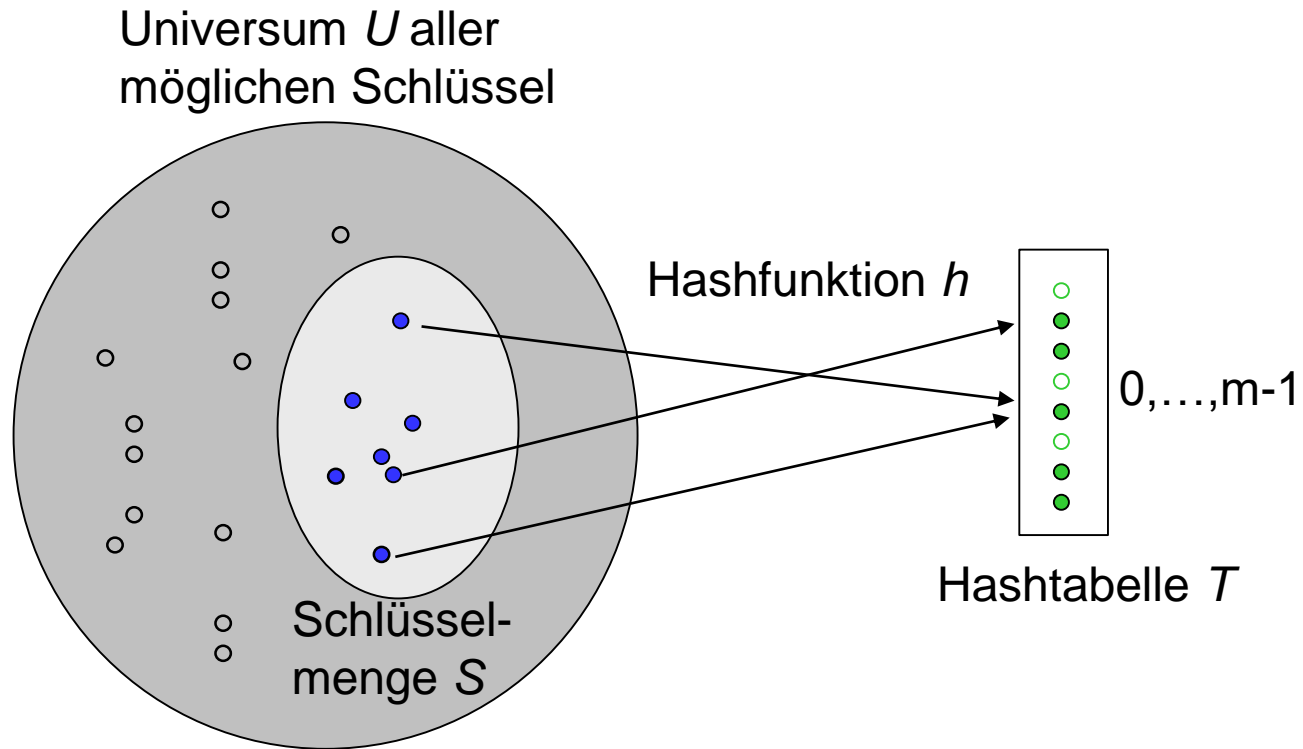 Universum U aller
möglichen Schlüssel
Hashfunktion h
0,…,m-1
Hashtabelle T
Schlüssel-
menge S